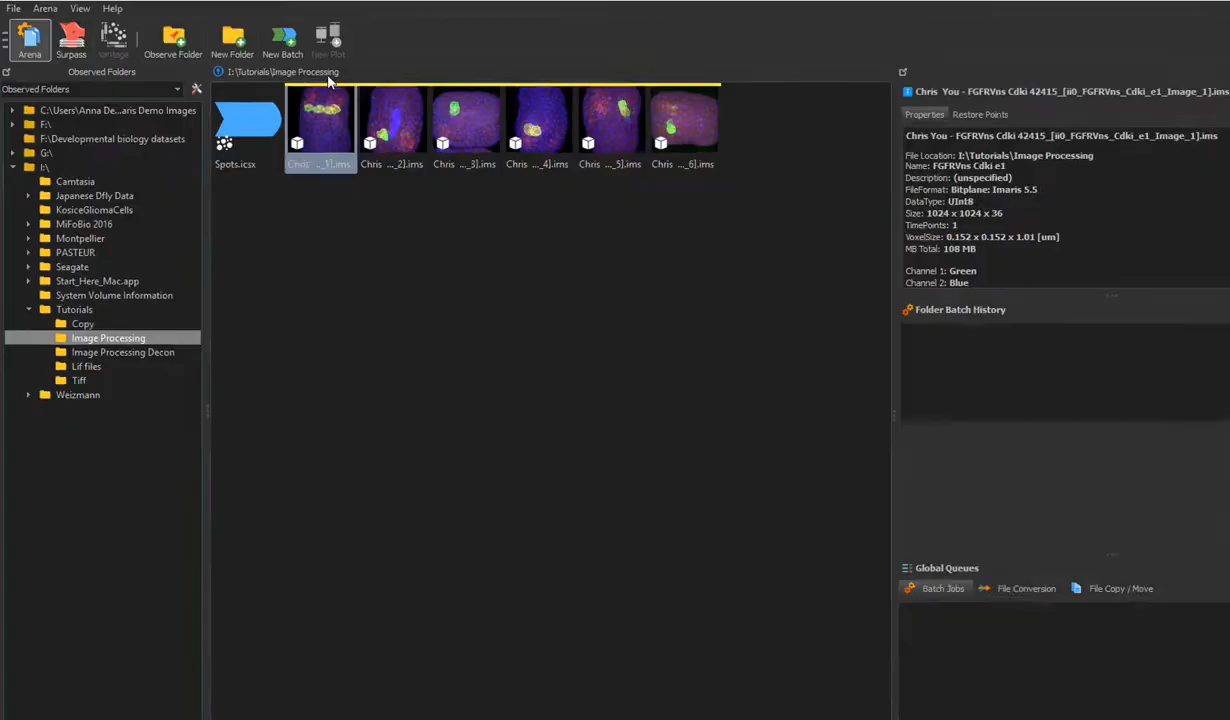 File Arena View Help
Arena Surpass Vantage Observe Folder New Folder New Batch New Plot
Observed Folders
I:\Tutorials\Image Processing
Observed Folders
C:\Users\Anna De...aris Demo Images
F:\
F:\Developmental biology datasets
G:\
I:\
Camtasia
Japanese Dfly Data
KosiceGliomaCells
MiFoBio 2016
Montpellier
PASTEUR
Seagate
Start_Here_Mac.app
System Volume Information
Tutorials
Copy
Image Processing
Image Processing Decon
Lif files
Tiff
Weizmann
Spots.icsx
Chris ..._1].ims
Chris ..._2].ims
Chris ..._3].ims
Chris ..._4].ims
Chris ..._5].ims
Chris ..._6].ims
Chris You - FGFRVns Cdki 42415_[ii0_FGFRVns_Cdki_e1_Image_1].ims
Properties Restore Points
Chris You - FGFRVns Cdki 42415_[ii0_FGFRVns_Cdki_e1_Image_1].ims
File Location: I:\Tutorials\Image Processing
Name: FGFRVns Cdki e1
Description: (unspecified)
FileFormat: Bitplane: Imaris 5.5
DataType: UInt8
Size: 1024 x 1024 x 36
TimePoints: 1
VoxelSize: 0.152 x 0.152 x 1.01 [um]
MB Total: 108 MB
Channel 1: Green
Channel 2: Blue
Folder Batch History
Global Queues
Batch Jobs File Conversion File Copy / Move